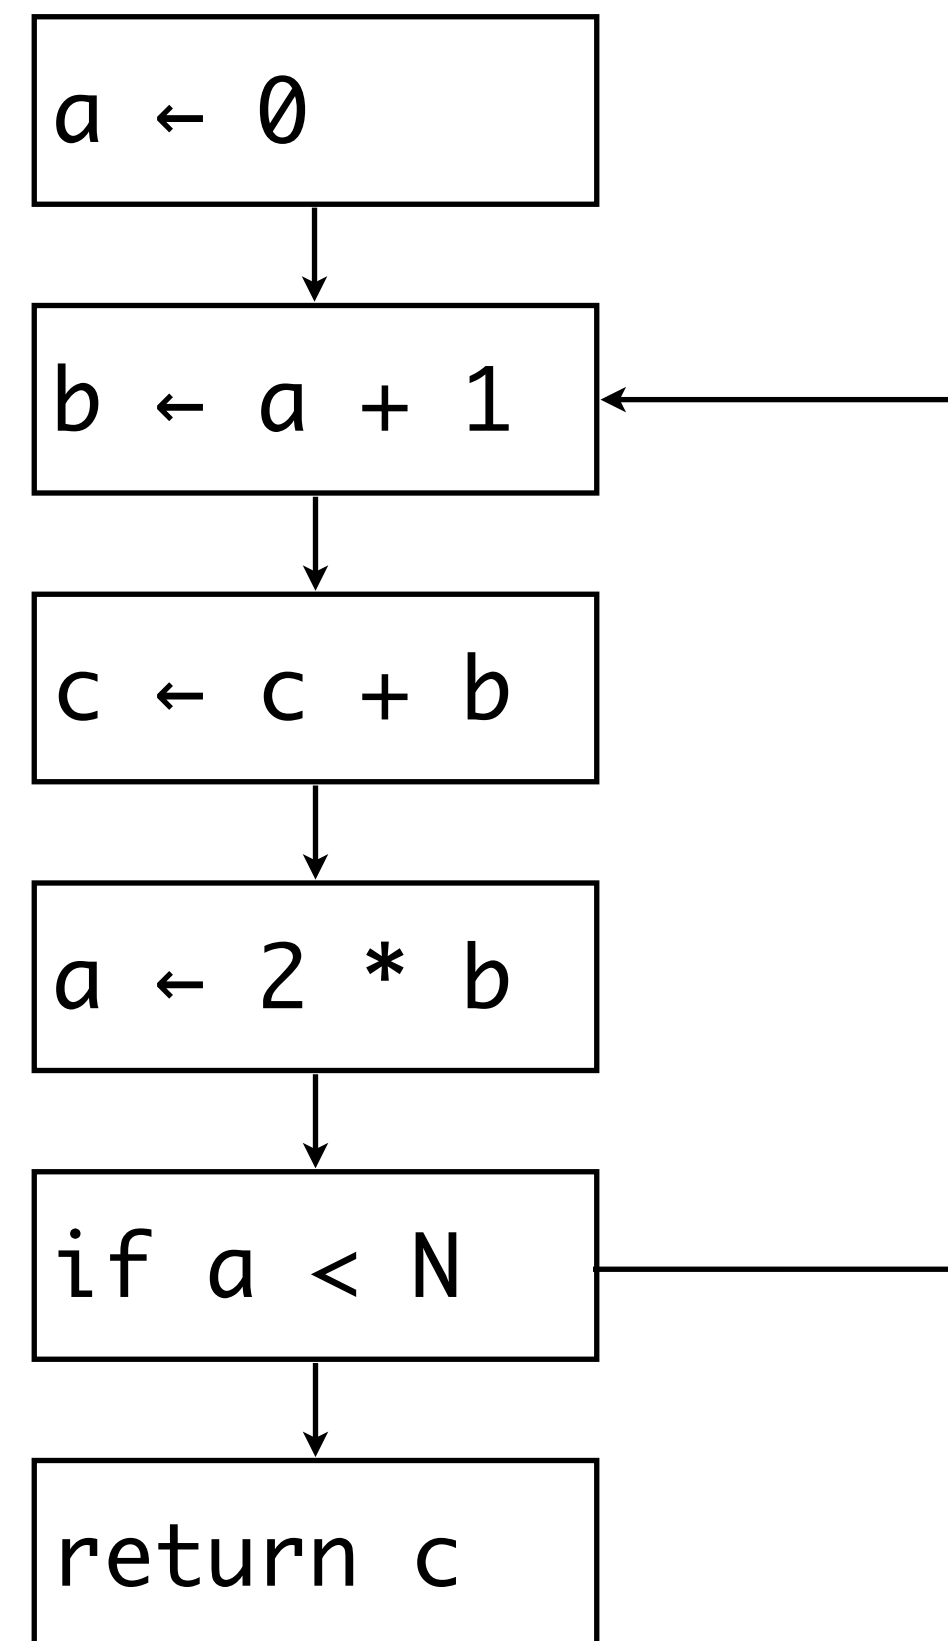 a ← 0
b ← a + 1
c ← c + b
a ← 2 * b
if a < N
return c